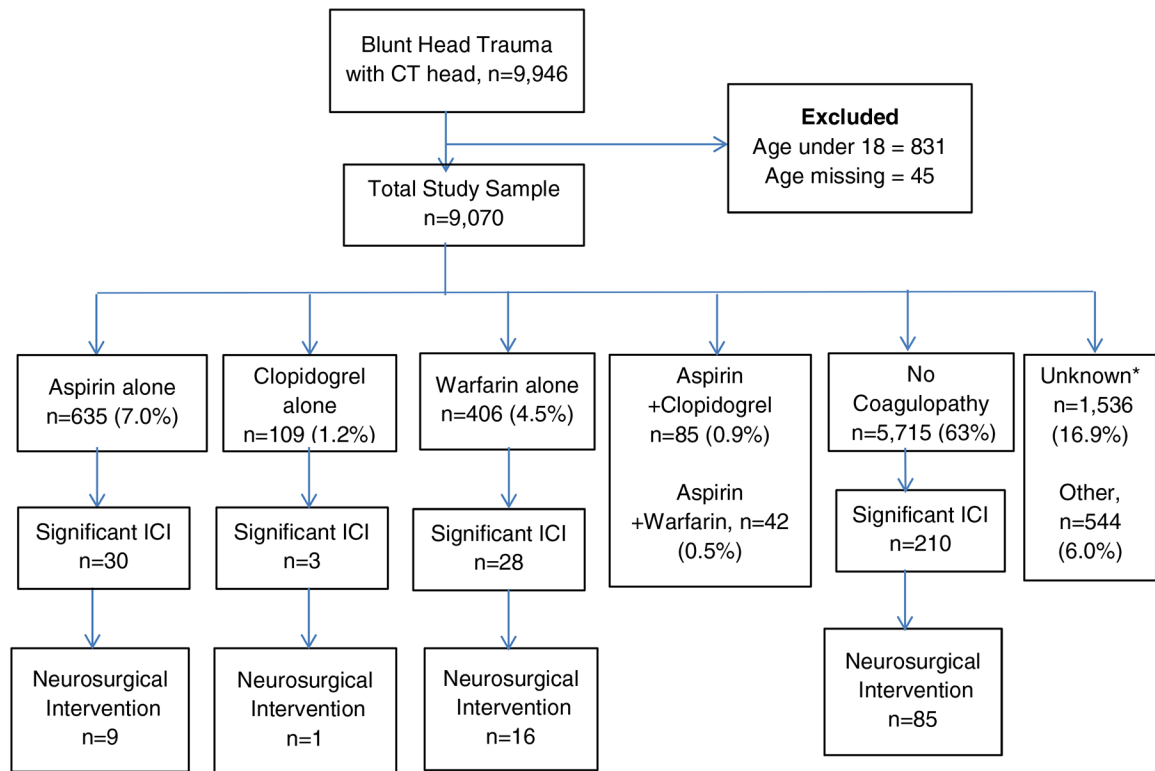 Blunt Head Trauma
with CT head, n=9,946
Excluded
Age under 18 = 831
Age missing = 45
Total Study Sample
n=9,070
Aspirin alone
n=635 (7.0%)
Clopidogrel
alone
n=109 (1.2%)
Warfarin alone
n=406 (4.5%)
Aspirin
+Clopidogrel
n=85 (0.9%)
Aspirin
+Warfarin, n=42
(0.5%)
No
Coagulopathy
n=5,715 (63%)
Unknown*
n=1,536
(16.9%)
Other,
n=544
(6.0%)
Significant ICI
n=30
Significant ICI
n=3
Significant ICI
n=28
Significant ICI
n=210
Neurosurgical
Intervention
n=9
Neurosurgical
Intervention
n=1
Neurosurgical
Intervention
n=16
Neurosurgical
Intervention
n=85